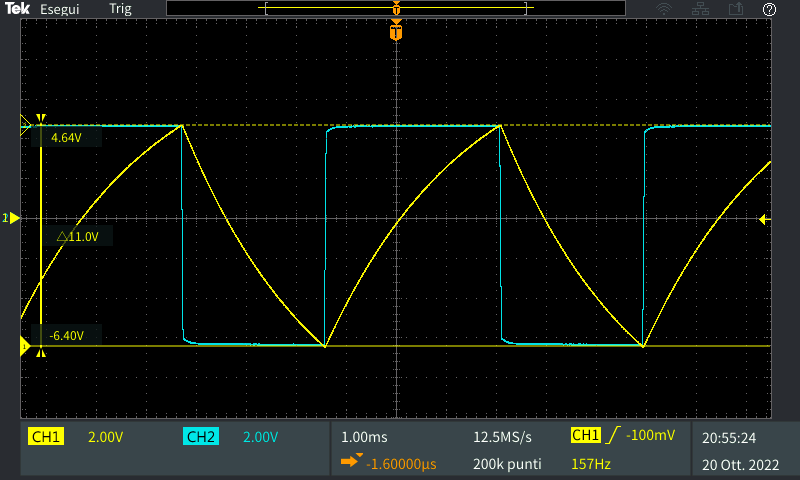 Tek Esegui Trig
T
?
T
4.64V
△11.0V
-6.40V
CH1 2.00V CH2 2.00V 1.00ms 12.5MS/s CH1 -100mV 20:55:24
-1.60000µs 200k punti 157Hz 20 Ott. 2022